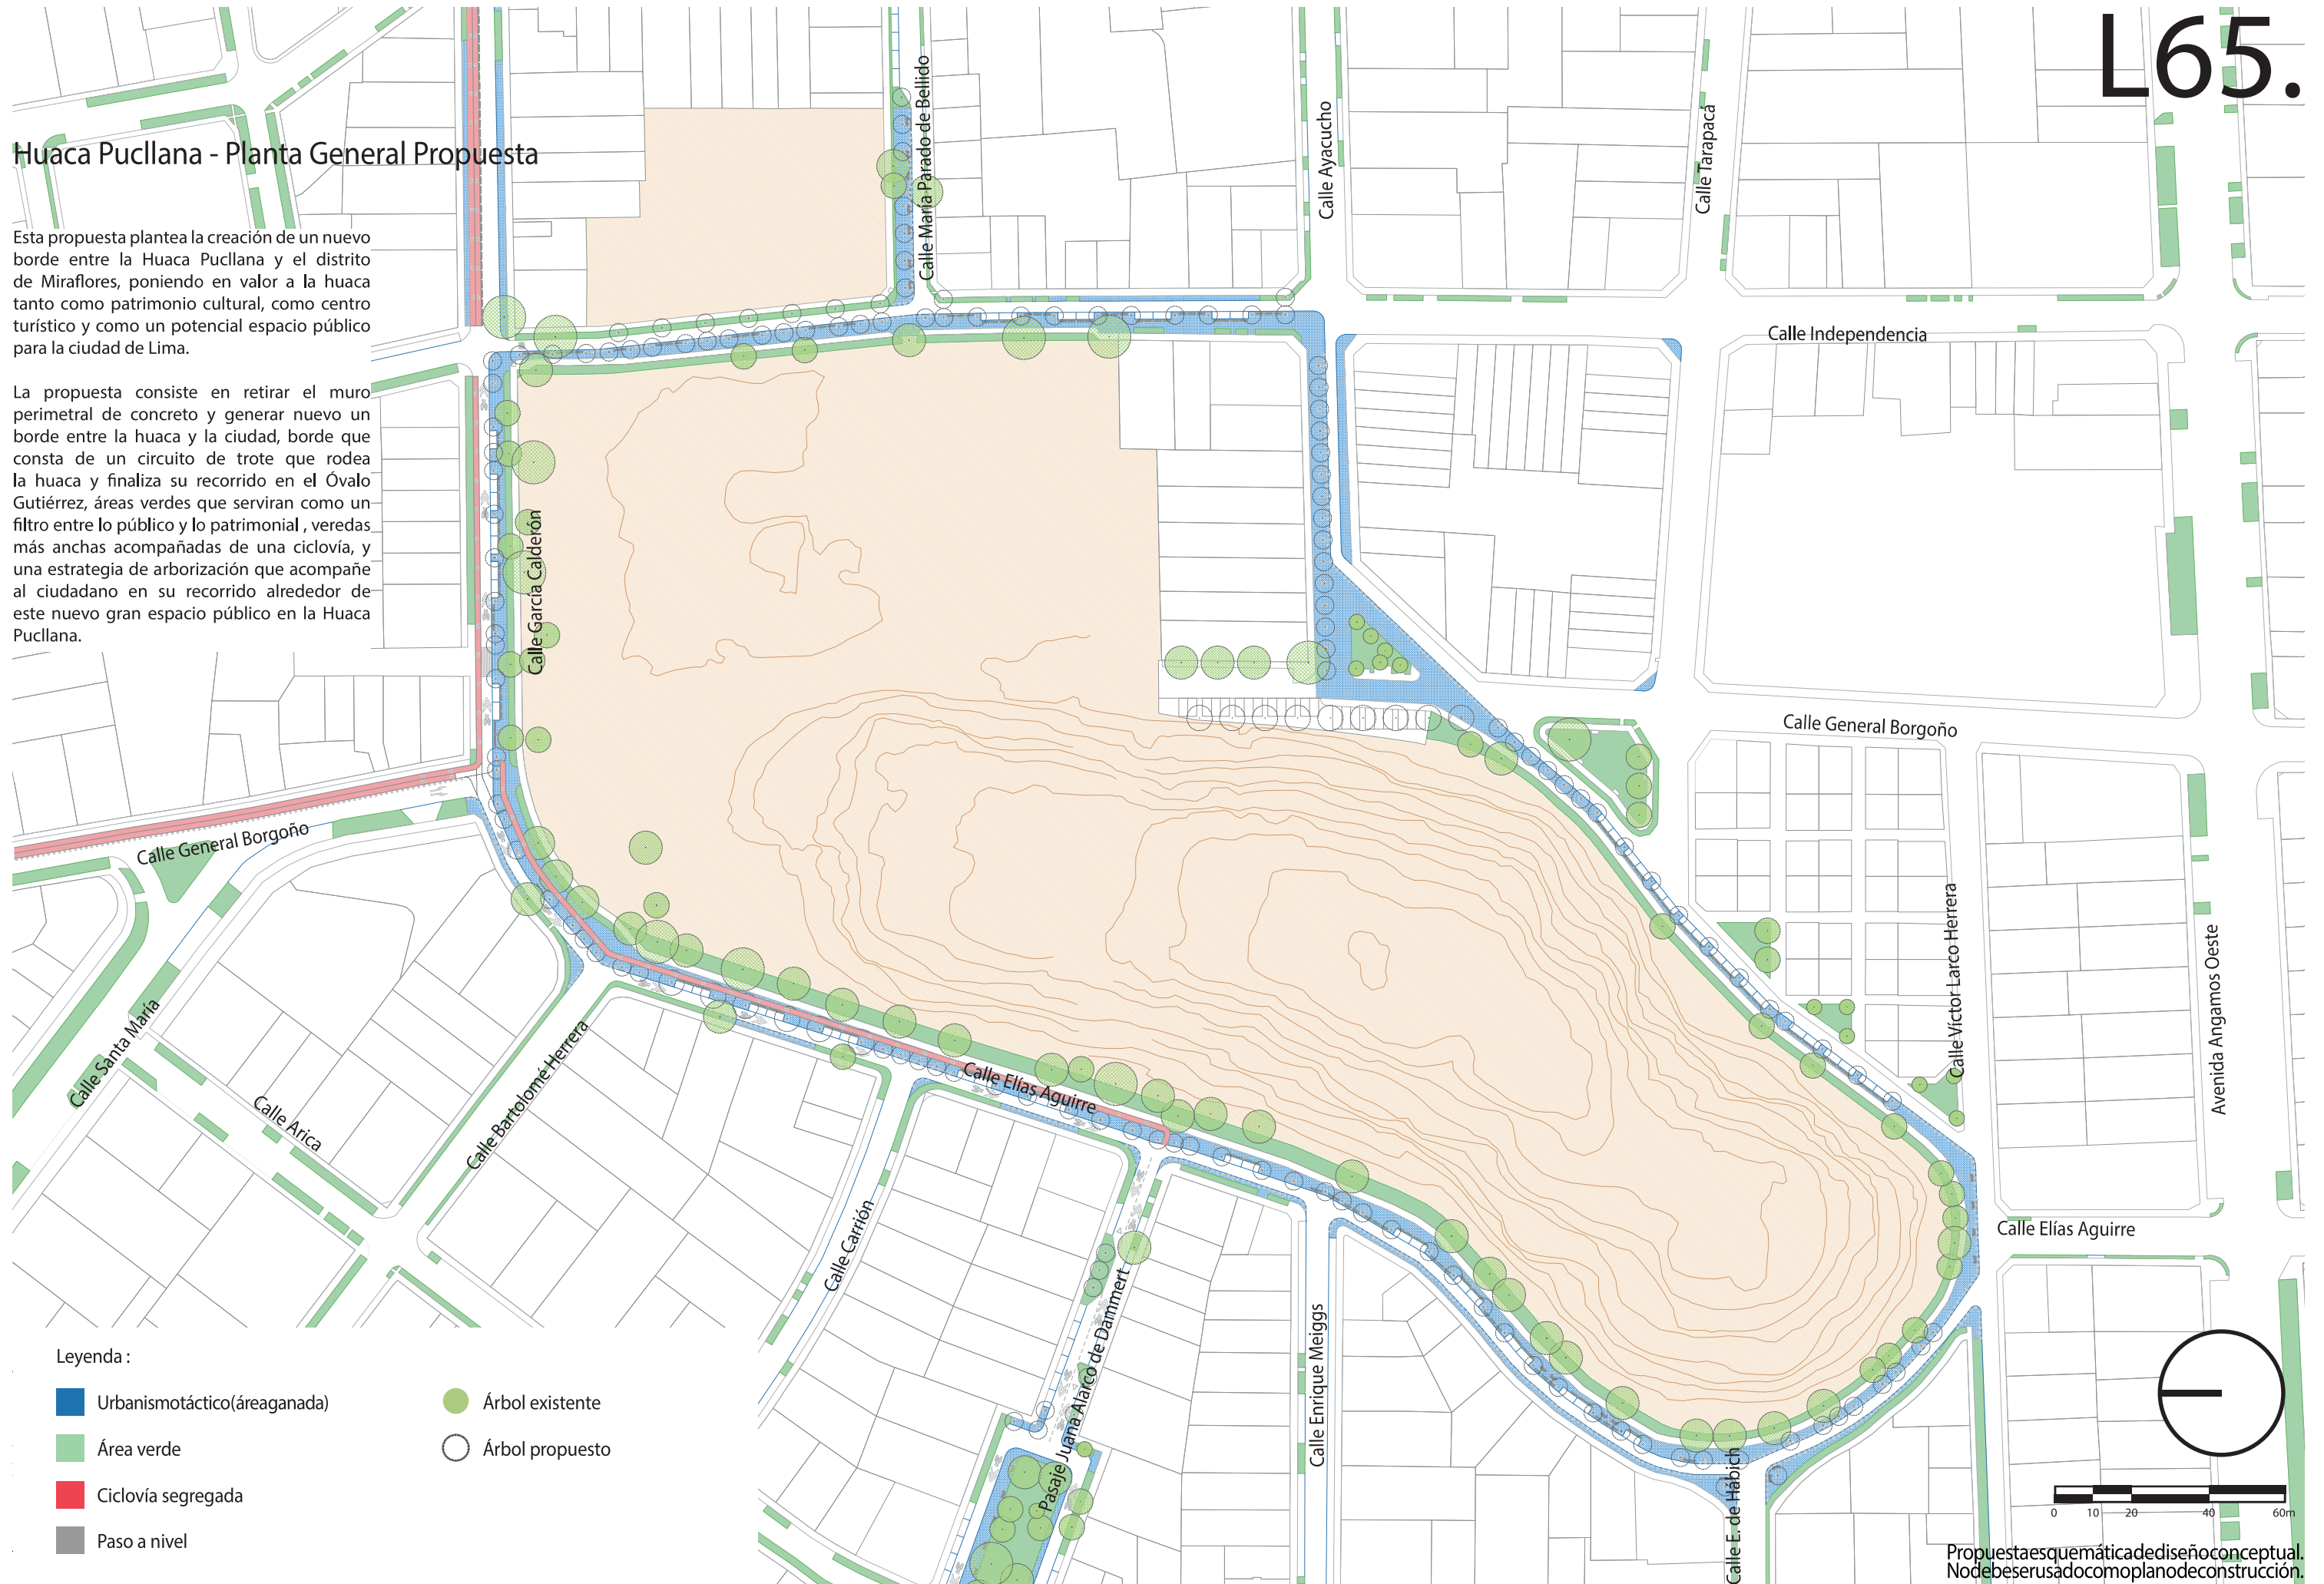 L65.
Huaca Pucllana - Planta General Propuesta
Esta propuesta plantea la creación de un nuevo
borde entre la Huaca Pucllana y el distrito
de Miraflores, poniendo en valor a la huaca
tanto como patrimonio cultural, como centro
turístico y como un potencial espacio público
para la ciudad de Lima.
La propuesta consiste en retirar el muro
perimetral de concreto y generar nuevo un
borde entre la huaca y la ciudad, borde que
consta de un circuito de trote que rodea
la huaca y finaliza su recorrido en el Óvalo
Gutiérrez, áreas verdes que serviran como un
filtro entre lo público y lo patrimonial , veredas
más anchas acompañadas de una ciclovía, y
una estrategia de arborización que acompañe
al ciudadano en su recorrido alrededor de
este nuevo gran espacio público en la Huaca
Pucllana.
Calle María Parado de Bellido
Calle Ayacucho
Calle Tarapacá
Calle Independencia
Calle García Calderón
Calle General Borgoño
Calle General Borgoño
Calle Víctor Larco Herrera
Avenida Angamos Oeste
Calle Santa María
Calle Arica
Calle Bartolomé Herrera
Calle Elías Aguirre
Calle Carrión
Calle Elías Aguirre
Pasaje Juana Alarco de Dammert
Calle Enrique Meiggs
Calle E. de Hábich
Leyenda :
Urbanismotáctico(áreaganada)
Área verde
Ciclovía segregada
Paso a nivel
Árbol existente
Árbol propuesto
0 10 20 40 60m
Propuestaesquemáticadediseñoconceptual.
Nodebeserusadocomoplanodeconstrucción.